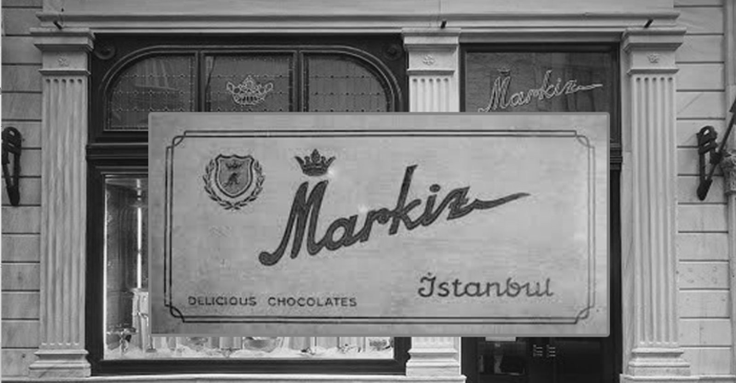 Markiz
Markiz
DELICIOUS CHOCOLATES
İstanbul